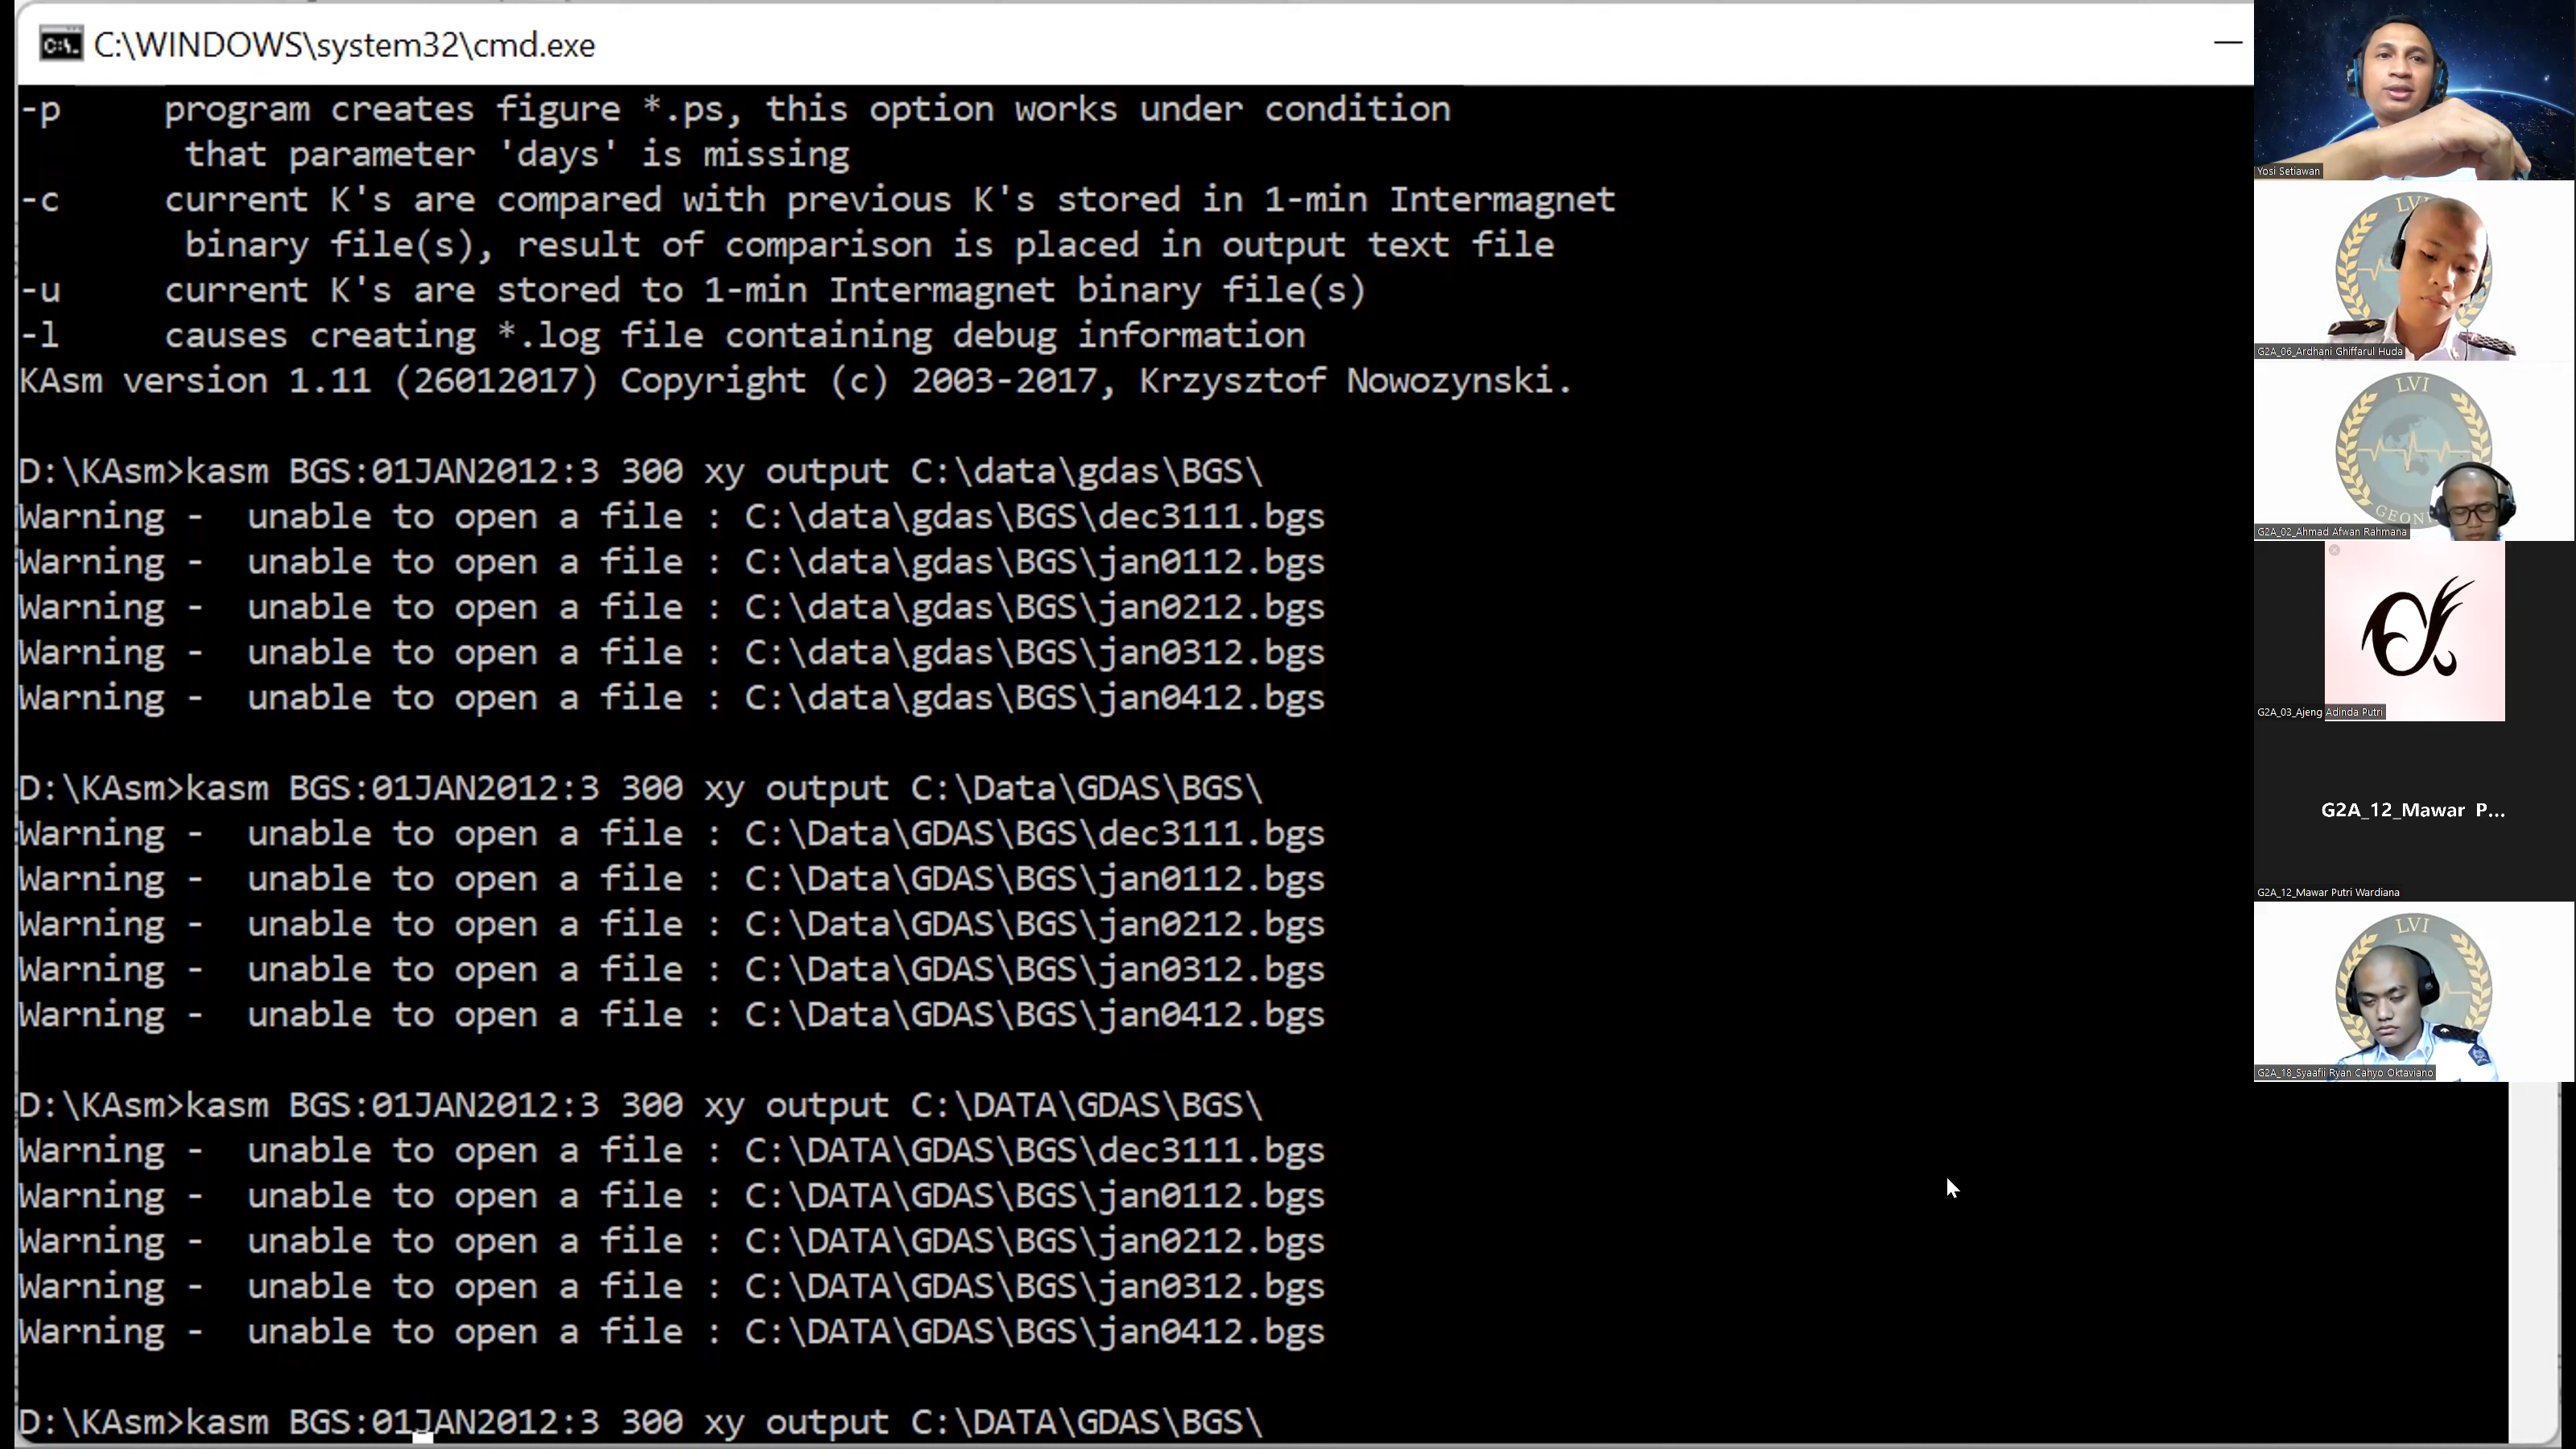 C:\WINDOWS\system32\cmd.exe
-p program creates figure *.ps, this option works under condition
that parameter 'days' is missing
-c current K's are compared with previous K's stored in 1-min Intermagnet
binary file(s), result of comparison is placed in output text file
-u current K's are stored to 1-min Intermagnet binary file(s)
-l causes creating *.log file containing debug information
KAsm version 1.11 (26012017) Copyright (c) 2003-2017, Krzysztof Nowozynski.
D:\KAsm>kasm BGS:01JAN2012:3 300 xy output C:\data\gdas\BGS\
Warning - unable to open a file : C:\data\gdas\BGS\dec3111.bgs
Warning - unable to open a file : C:\data\gdas\BGS\jan0112.bgs
Warning - unable to open a file : C:\data\gdas\BGS\jan0212.bgs
Warning - unable to open a file : C:\data\gdas\BGS\jan0312.bgs
Warning - unable to open a file : C:\data\gdas\BGS\jan0412.bgs
D:\KAsm>kasm BGS:01JAN2012:3 300 xy output C:\Data\GDAS\BGS\
Warning - unable to open a file : C:\Data\GDAS\BGS\dec3111.bgs
Warning - unable to open a file : C:\Data\GDAS\BGS\jan0112.bgs
Warning - unable to open a file : C:\Data\GDAS\BGS\jan0212.bgs
Warning - unable to open a file : C:\Data\GDAS\BGS\jan0312.bgs
Warning - unable to open a file : C:\Data\GDAS\BGS\jan0412.bgs
D:\KAsm>kasm BGS:01JAN2012:3 300 xy output C:\DATA\GDAS\BGS\
Warning - unable to open a file : C:\DATA\GDAS\BGS\dec3111.bgs
Warning - unable to open a file : C:\DATA\GDAS\BGS\jan0112.bgs
Warning - unable to open a file : C:\DATA\GDAS\BGS\jan0212.bgs
Warning - unable to open a file : C:\DATA\GDAS\BGS\jan0312.bgs
Warning - unable to open a file : C:\DATA\GDAS\BGS\jan0412.bgs
D:\KAsm>kasm BGS:01JAN2012:3 300 xy output C:\DATA\GDAS\BGS\
Yosi Setiawan
G2A_06_Ardhani Ghiffarul Huda
LVI
G2A_02_Ahmad Afwan Rahmana
G2A_03_Ajeng Adinda Putri
G2A_12_Mawar P...
G2A_12_Mawar Putri Wardiana
LVI
G2A_18_Syaafii Ryan Cahyo Oktaviano